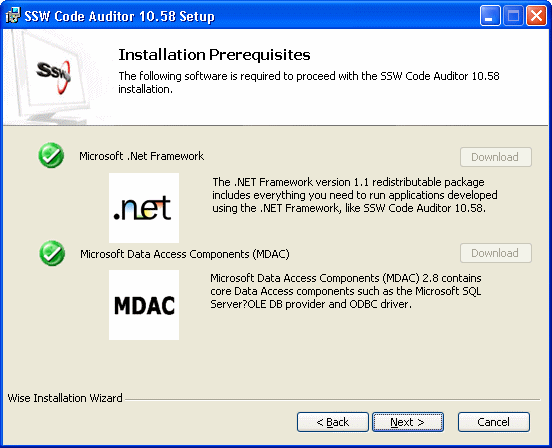 SSW Code Auditor 10.58 Setup
Installation Prerequisites
The following software is required to proceed with the SSW Code Auditor 10.58
installation.
SSW
Microsoft .Net Framework
Download
.net
The .NET Framework version 1.1 redistributable package
includes everything you need to run applications developed
using the .NET Framework, like SSW Code Auditor 10.58.
Microsoft Data Access Components (MDAC)
Download
MDAC
Microsoft Data Access Components (MDAC) 2.8 contains
core Data Access components such as the Microsoft SQL
Server?OLE DB provider and ODBC driver.
Wise Installation Wizard
< Back
Next >
Cancel